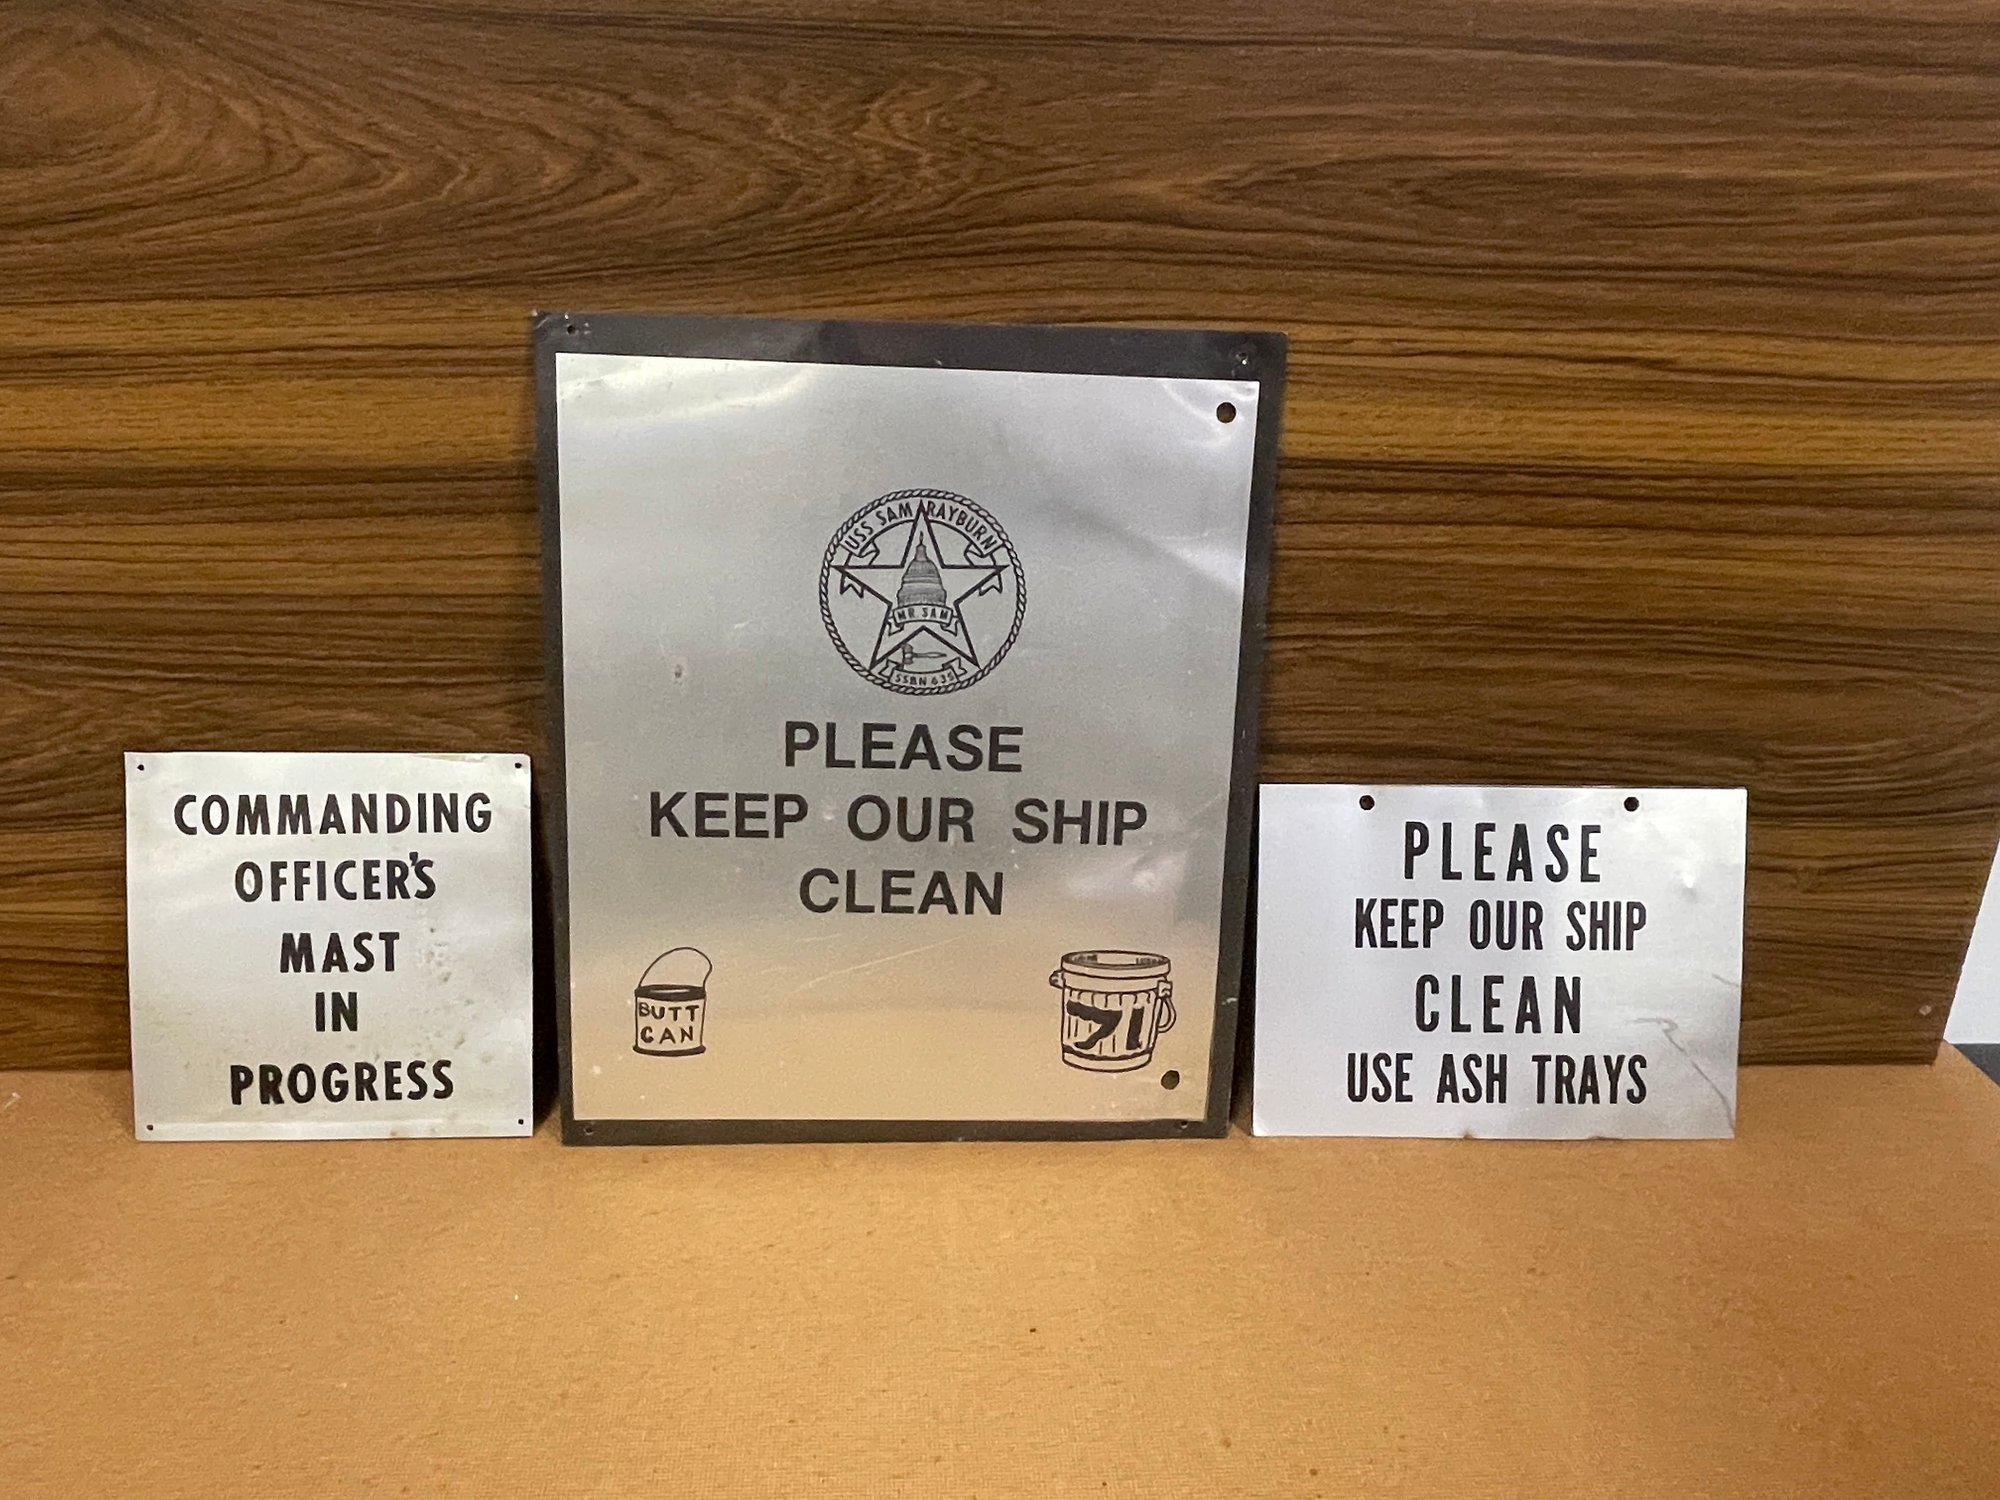 COMMANDING
OFFICER'S
MAST
IN
PROGRESS
USS SAM RAYBURN
MR. SAM
SSBN 635
PLEASE
KEEP OUR SHIP
CLEAN
BUTT
CAN
71
PLEASE
KEEP OUR SHIP
CLEAN
USE ASH TRAYS